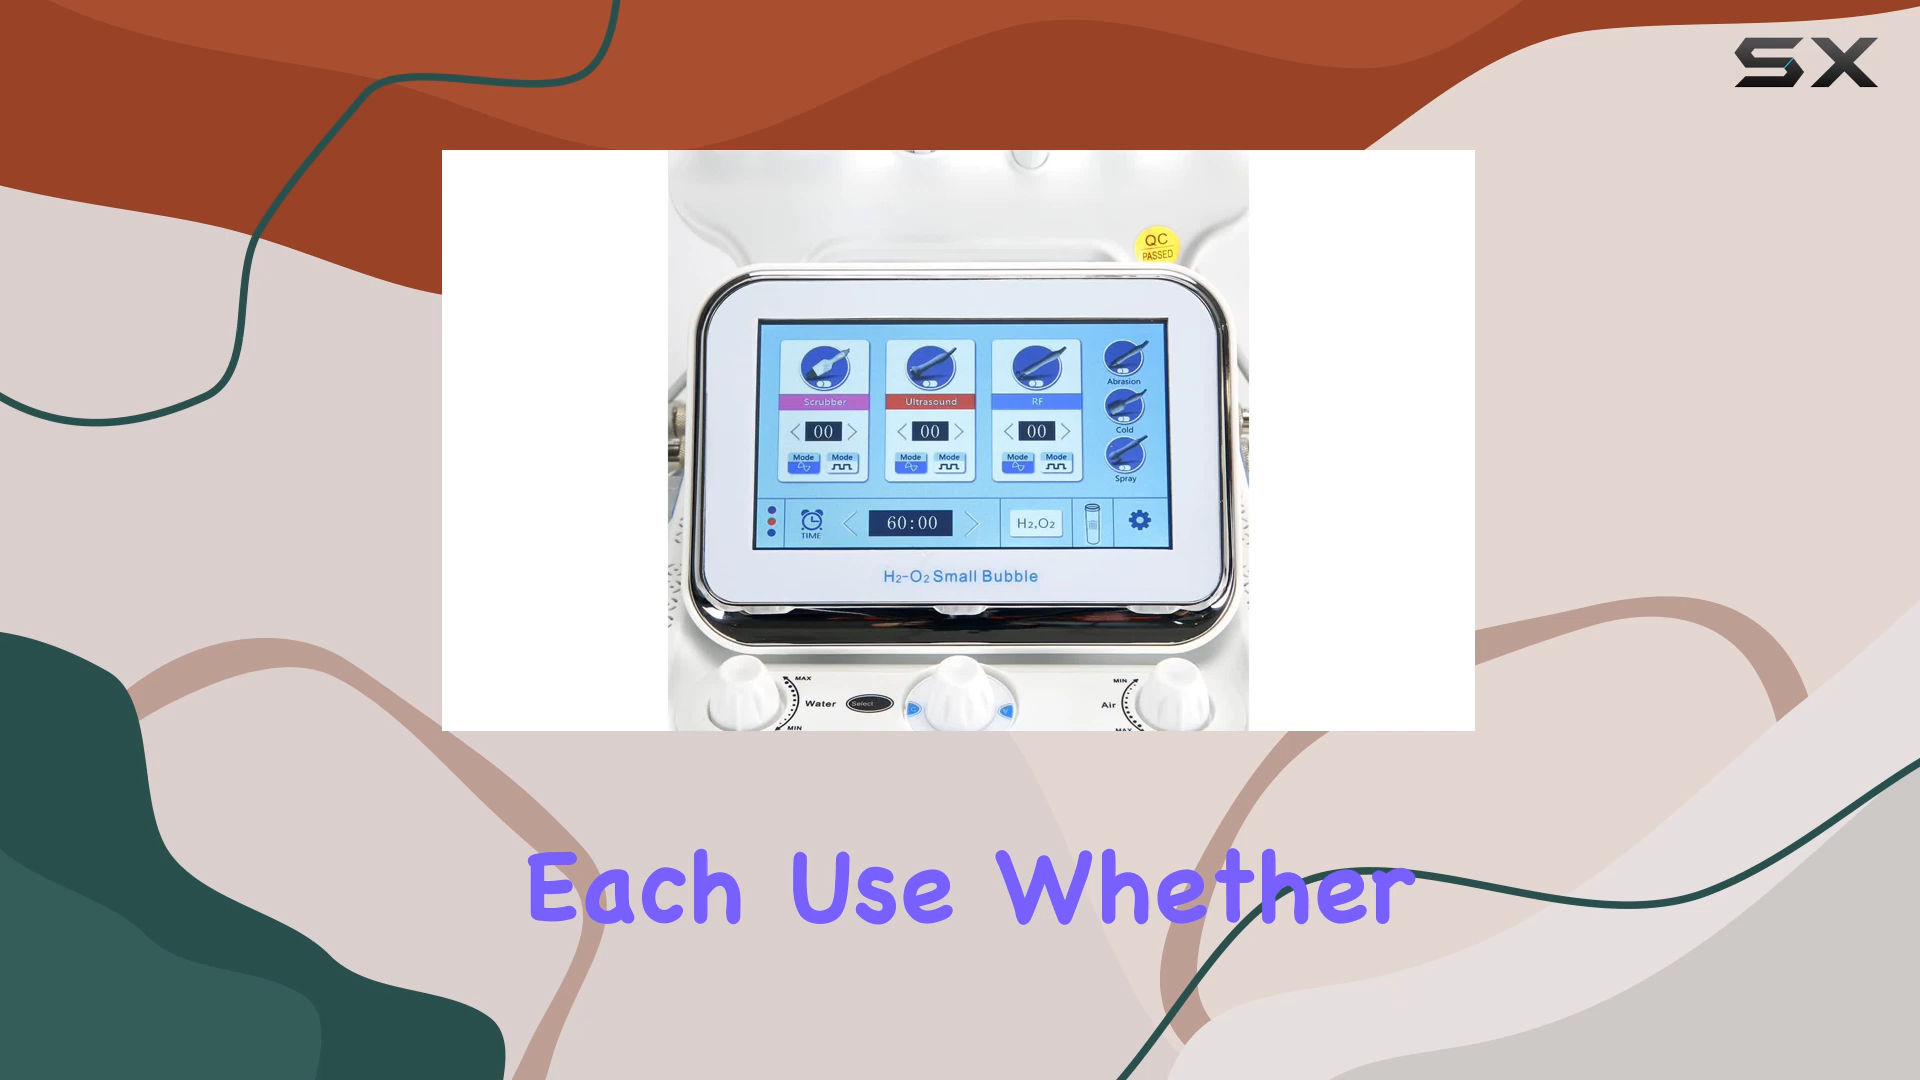 SX
QC
PASSED
Scrubber
Ultrasound
RF
Abrasion
00
00
00
Cold
Mode
Mode
Mode
Mode
Mode
Mode
Spray
TIME
60:00
H2,O2
H2-O2 Small Bubble
MAX
Water
Select
MIN
MIN
Air
MAX
Each Use Whether